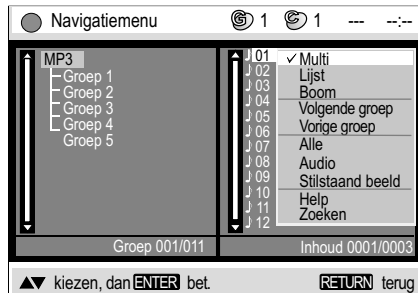 Navigatiemenu G 1 C 1 --- --:--
MP3
Groep 1
Groep 2
Groep 3
Groep 4
Groep 5
01
02
03
04
05
06
07
08
09
10
11
12
Multi
Lijst
Boom
Volgende groep
Vorige groep
Alle
Audio
Stilstaand beeld
Help
Zoeken
Groep 001/011
Inhoud 0001/0003
kiezen, dan ENTER bet.
RETURN terug